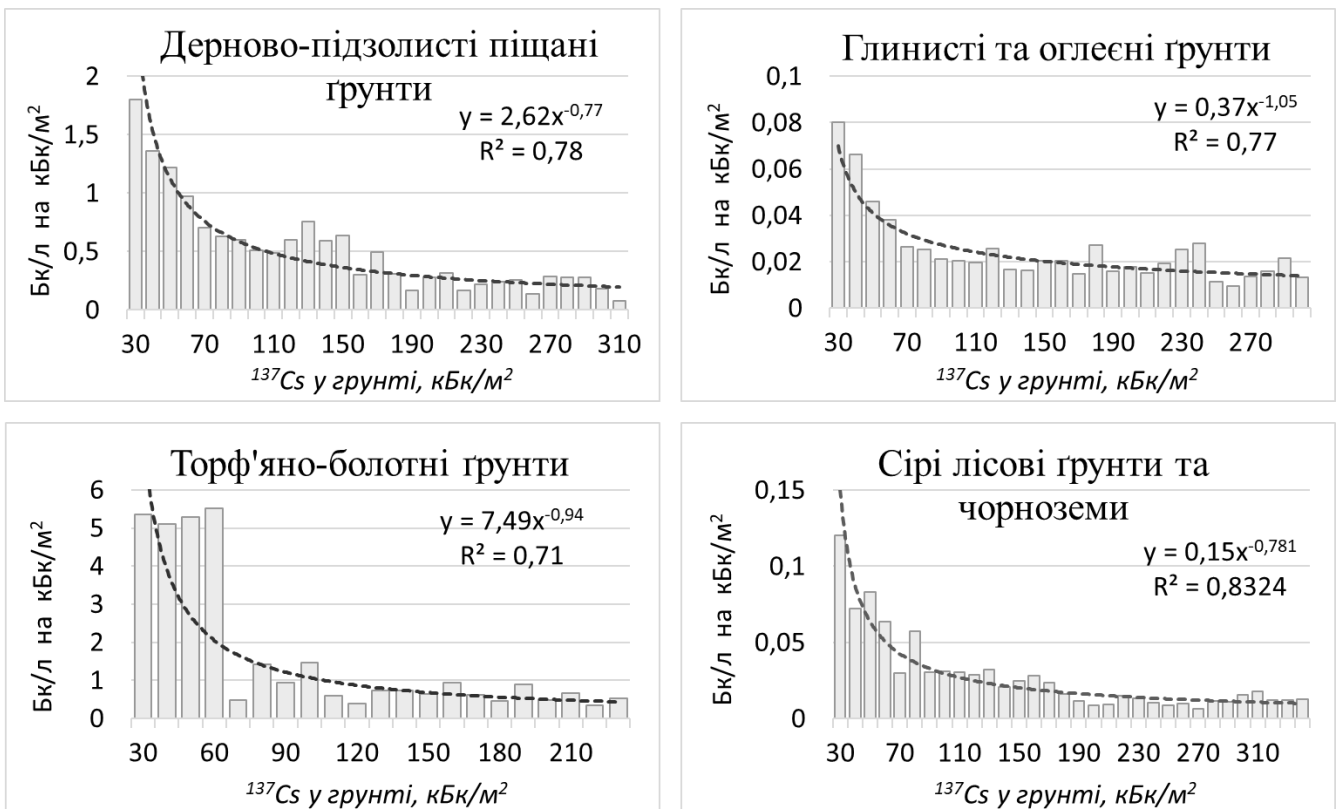 Дерново-підзолисті піщані
ґрунти
y = 2,62x^-0,77
R² = 0,78
Бк/л на кБк/м²
2
1,5
1
0,5
0
30 70 110 150 190 230 270 310
¹³⁷Cs у грунті, кБк/м²
Глинисті та оглеєні ґрунти
y = 0,37x^-1,05
R² = 0,77
Бк/л на кБк/м²
0,1
0,08
0,06
0,04
0,02
0
30 70 110 150 190 230 270
¹³⁷Cs у грунті, кБк/м²
Торф'яно-болотні ґрунти
y = 7,49x^-0,94
R² = 0,71
Бк/л на кБк/м²
6
5
4
3
2
1
0
30 60 90 120 150 180 210
¹³⁷Cs у грунті, кБк/м²
Сірі лісові ґрунти та
чорноземи
y = 0,15x^-0,781
R² = 0,8324
Бк/л на кБк/м²
0,15
0,1
0,05
0
30 70 110 150 190 230 270 310
¹³⁷Cs у грунті, кБк/м²